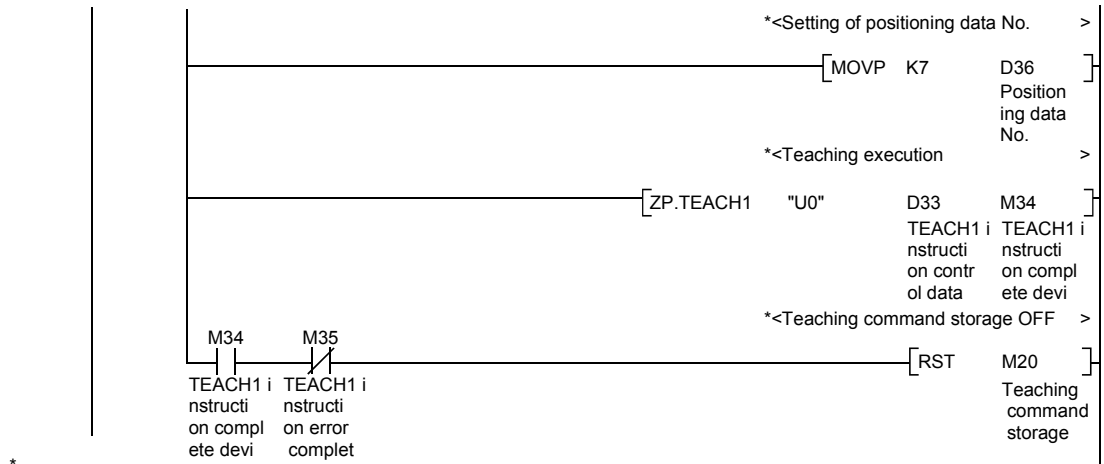 *<Setting of positioning data No. >
MOVP K7 D36
Position
ing data
No.
*<Teaching execution >
ZP.TEACH1 "U0" D33 M34
TEACH1 i TEACH1 i
nstructi nstructi
on contr on compl
ol data ete devi
*<Teaching command storage OFF >
M34 M35
RST M20
TEACH1 i TEACH1 i Teaching
nstructi nstructi command
on compl on error storage
ete devi complet
*